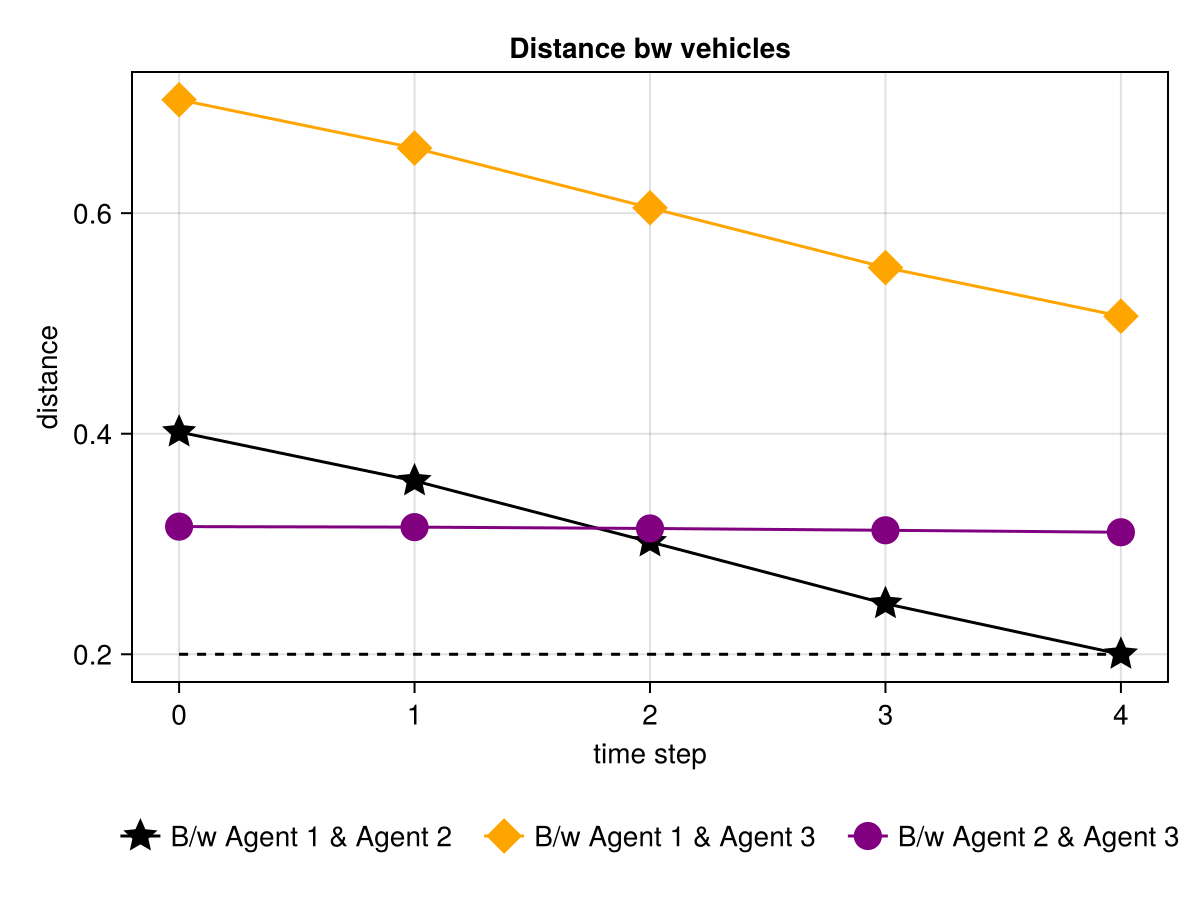 Distance bw vehicles
distance
0.6
0.4
0.2
0 1 2 3 4
time step
B/w Agent 1 & Agent 2 B/w Agent 1 & Agent 3 B/w Agent 2 & Agent 3